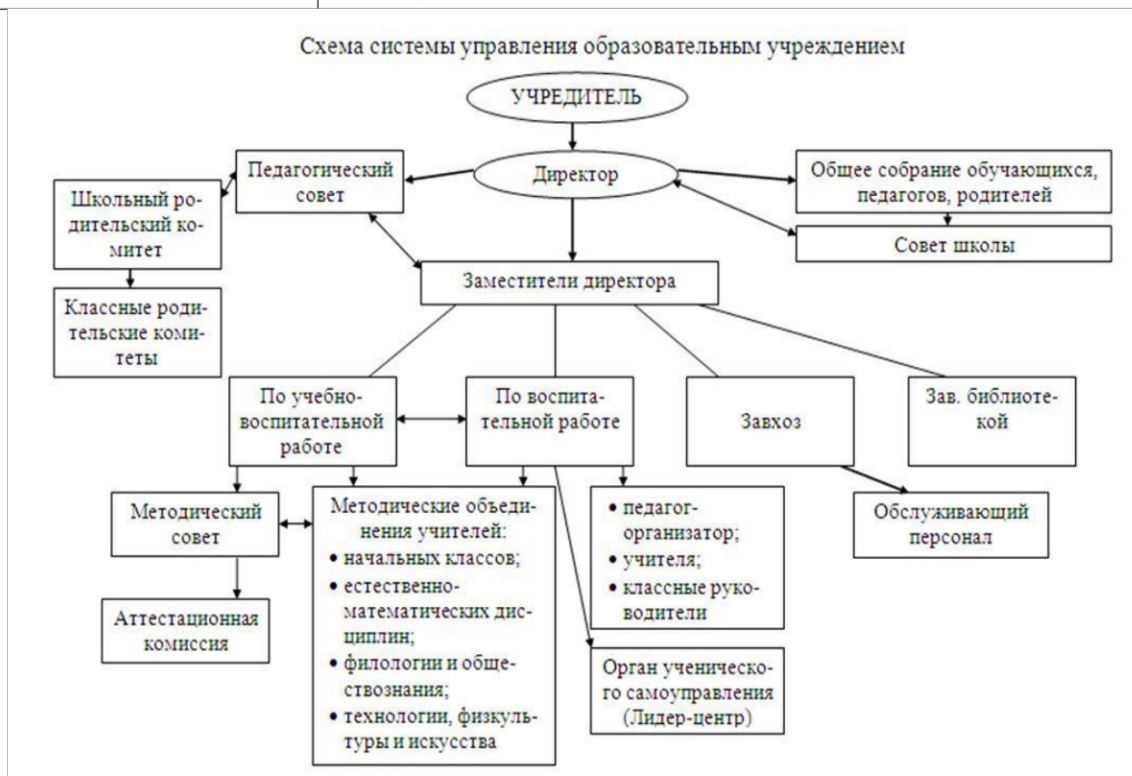 Схема системы управления образовательным учреждением
УЧРЕДИТЕЛЬ
Педагогический
совет
Директор
Общее собрание обучающихся,
педагогов, родителей
Школьный ро-
дительский ко-
митет
Совет школы
Заместители директора
Классные роди-
тельские коми-
теты
По учебно-
воспитательной
работе
По воспита-
тельной работе
Завхоз
Зав. библиоте-
кой
Методический
совет
Методические объеди-
нения учителей:
• начальных классов;
• естественно-
математических дис-
циплин;
• филологии и обще-
ствознания;
• технологии, физкуль-
туры и искусства
• педагог-
организатор;
• учителя;
• классные руко-
водители
Обслуживающий
персонал
Аттестационная
комиссия
Орган ученическо-
го самоуправления
(Лидер-центр)